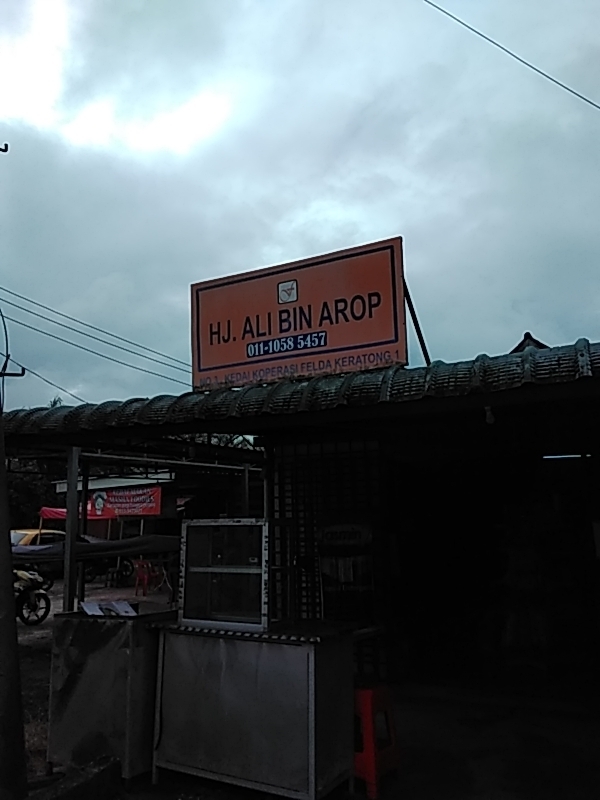 HJ. ALI BIN AROP
011-1058 5457
NO 1, KEDAI KOPERASI FELDA KERATONG 1